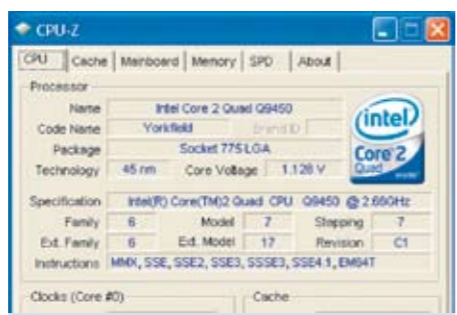 CPU-Z
CPU Cache Mainboard Memory SPD About
Processor
Name Intel Core 2 Quad Q9450
Code Name Yorkfield Brand ID
Package Socket 775 LGA
Technology 45 nm Core Voltage 1.128 V
intel
Core 2
Quad
Specification Intel(R) Core(TM)2 Quad CPU Q9450 @ 2.66GHz
Family 6 Model 7 Stepping 7
Ext. Family 6 Ext. Model 17 Revision C1
Instructions MMX, SSE, SSE2, SSE3, SSSE3, SSE4.1, EM64T
Clocks (Core #0) Cache